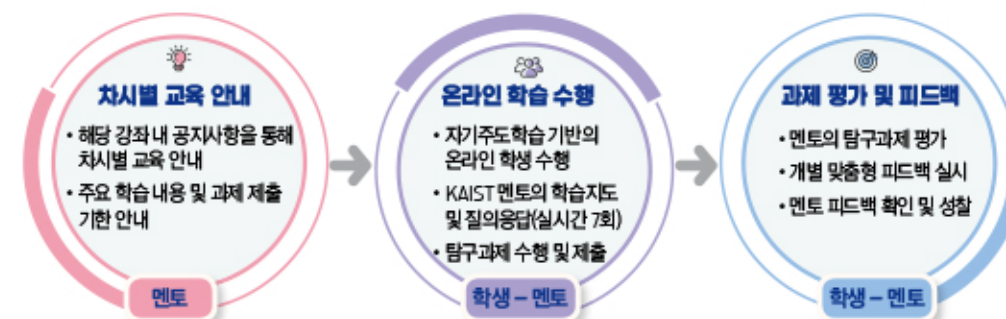 차시별 교육 안내
• 해당 강좌 내 공지사항을 통해
차시별 교육 안내
• 주요 학습 내용 및 과제 제출
기한 안내
멘토
온라인 학습 수행
• 자기주도학습 기반의
온라인 학생 수행
• KAIST 멘토의 학습지도
및 질의응답(실시간 7회)
• 탐구과제 수행 및 제출
학생 – 멘토
과제 평가 및 피드백
• 멘토의 탐구과제 평가
• 개별 맞춤형 피드백 실시
• 멘토 피드백 확인 및 성찰
학생 – 멘토